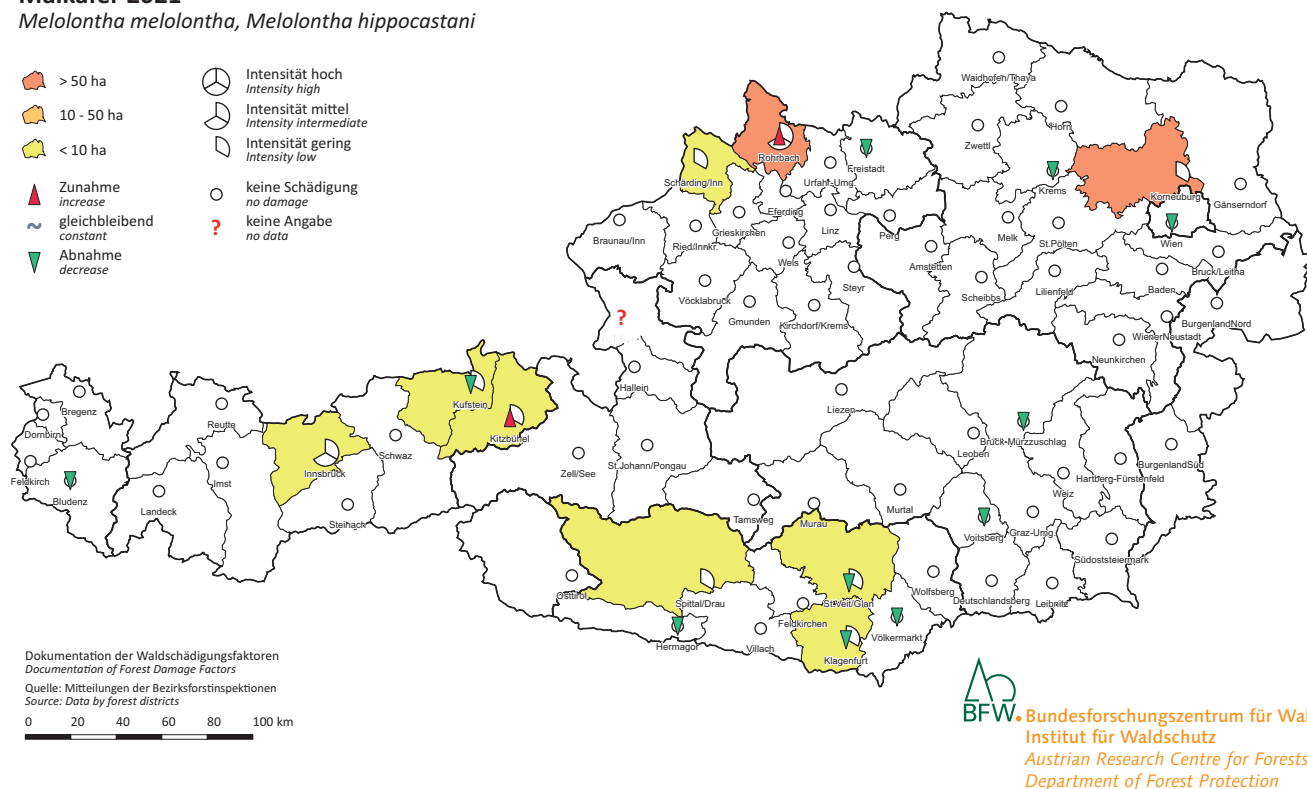 Maikäfer 2021
Melolontha melolontha, Melolontha hippocastani
> 50 ha
10 - 50 ha
< 10 ha
Zunahme
increase
~ gleichbleibend
constant
Abnahme
decrease
Intensität hoch
Intensity high
Intensität mittel
Intensity intermediate
Intensität gering
Intensity low
keine Schädigung
no damage
? keine Angabe
no data
Waidhofen/Thaya
Horn
Zwettl
Rohrbach
Schärding/Inn
Freistadt
Urfahr-Umg.
Krems
Korneuburg
Gänserndorf
Eferding
Grieskirchen
Linz
Perg
Melk
St.Pölten
Wien
Braunau/Inn
Ried/Innkr.
Wels
Amstetten
Bruck/Leitha
Steyr
Scheibbs
Lilienfeld
Baden
Vöcklabruck
Gmunden
Kirchdorf/Krems
BurgenlandNord
?
WienerNeustadt
Neunkirchen
Hallein
Bregenz
Kufstein
Liezen
Dornbirn
Reutte
Kitzbühel
Bruck-Mürzzuschlag
Schwaz
Leoben
Feldkirch
Innsbruck
St.Johann/Pongau
Zell/See
BurgenlandSüd
Hartberg-Fürstenfeld
Bludenz
Imst
Weiz
Landeck
Steinach
Tamsweg
Murau
Murtal
Voitsberg
Graz-Umg.
Südoststeiermark
Osttirol
Spittal/Drau
St.Veit/Glan
Wolfsberg
Deutschlandsberg
Leibnitz
Feldkirchen
Hermagor
Villach
Völkermarkt
Klagenfurt
Dokumentation der Waldschädigungsfaktoren
Documentation of Forest Damage Factors
Quelle: Mitteilungen der Bezirksforstinspektionen
Source: Data by forest districts
0 20 40 60 80 100 km
BFW.
Bundesforschungszentrum für Wal
Institut für Waldschutz
Austrian Research Centre for Forests
Department of Forest Protection